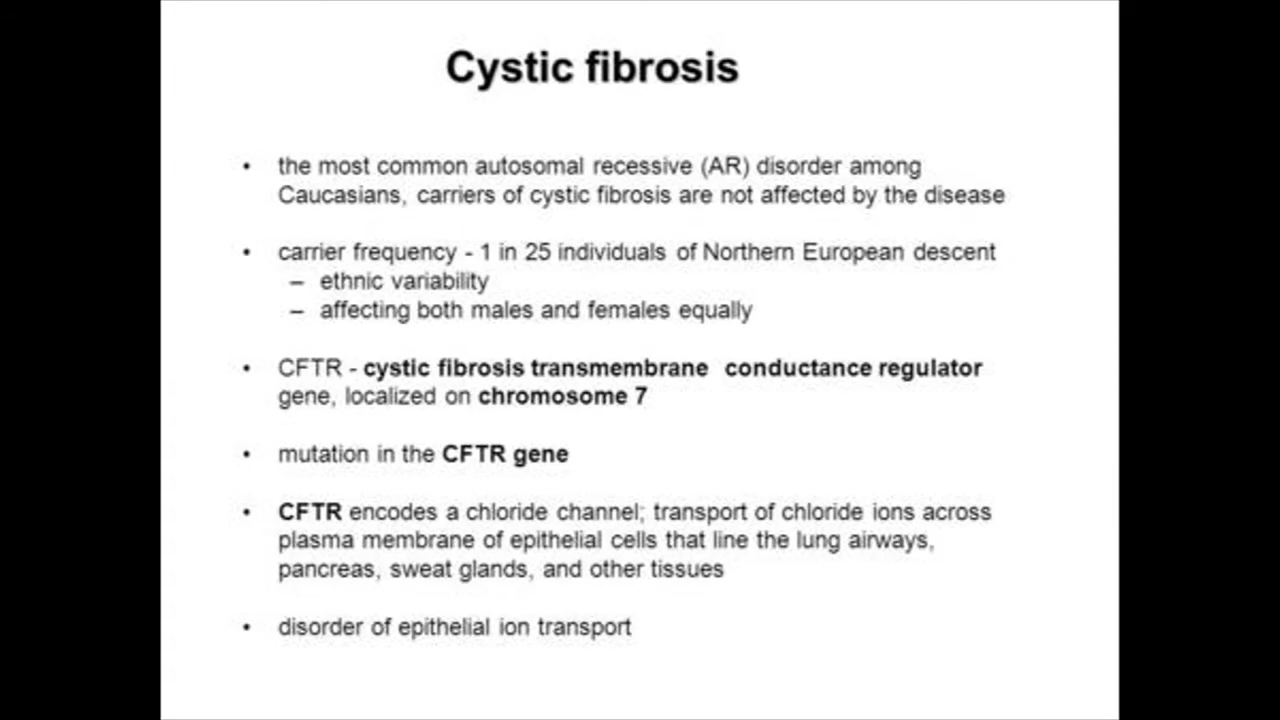 Cystic fibrosis
• the most common autosomal recessive (AR) disorder among
Caucasians, carriers of cystic fibrosis are not affected by the disease
• carrier frequency - 1 in 25 individuals of Northern European descent
– ethnic variability
– affecting both males and females equally
• CFTR - cystic fibrosis transmembrane conductance regulator
gene, localized on chromosome 7
• mutation in the CFTR gene
• CFTR encodes a chloride channel; transport of chloride ions across
plasma membrane of epithelial cells that line the lung airways,
pancreas, sweat glands, and other tissues
• disorder of epithelial ion transport